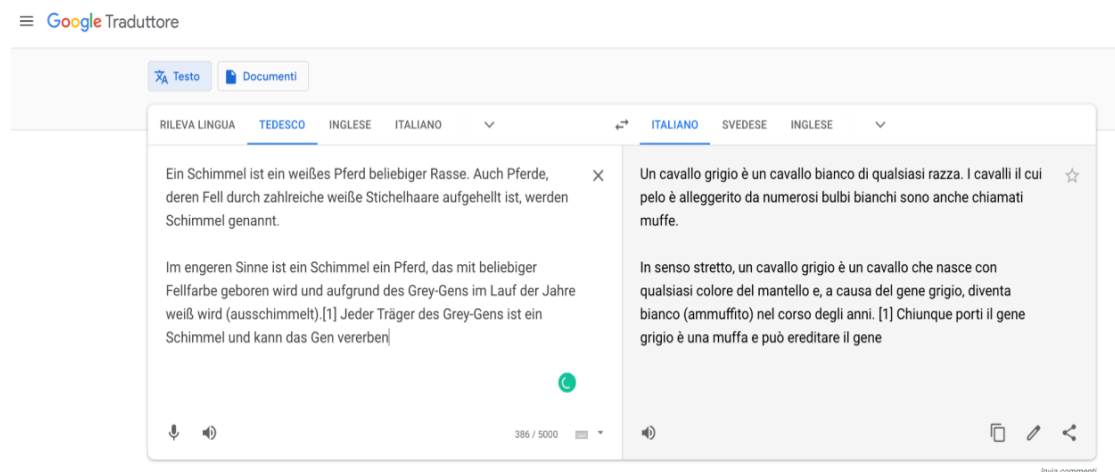 Google Traduttore
Testo
Documenti
RILEVA LINGUA TEDESCO INGLESE ITALIANO
ITALIANO SVEDESE INGLESE
Ein Schimmel ist ein weißes Pferd beliebiger Rasse. Auch Pferde,
deren Fell durch zahlreiche weiße Stichelhaare aufgehellt ist, werden
Schimmel genannt.
Im engeren Sinne ist ein Schimmel ein Pferd, das mit beliebiger
Fellfarbe geboren wird und aufgrund des Grey-Gens im Lauf der Jahre
weiß wird (ausschimmelt).[1] Jeder Träger des Grey-Gens ist ein
Schimmel und kann das Gen vererben
386 / 5000
Un cavallo grigio è un cavallo bianco di qualsiasi razza. I cavalli il cui
pelo è alleggerito da numerosi bulbi bianchi sono anche chiamati
muffe.
In senso stretto, un cavallo grigio è un cavallo che nasce con
qualsiasi colore del mantello e, a causa del gene grigio, diventa
bianco (ammuffito) nel corso degli anni. [1] Chiunque porti il gene
grigio è una muffa e può ereditare il gene
Invia commenti